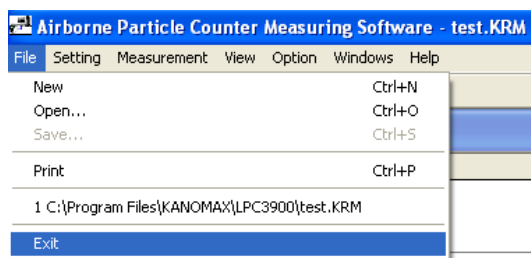 Airborne Particle Counter Measuring Software - test.KRM
File Setting Measurement View Option Windows Help
New Ctrl+N
Open... Ctrl+O
Save... Ctrl+S
Print Ctrl+P
1 C:\Program Files\KANOMAX\LPC3900\test.KRM
Exit